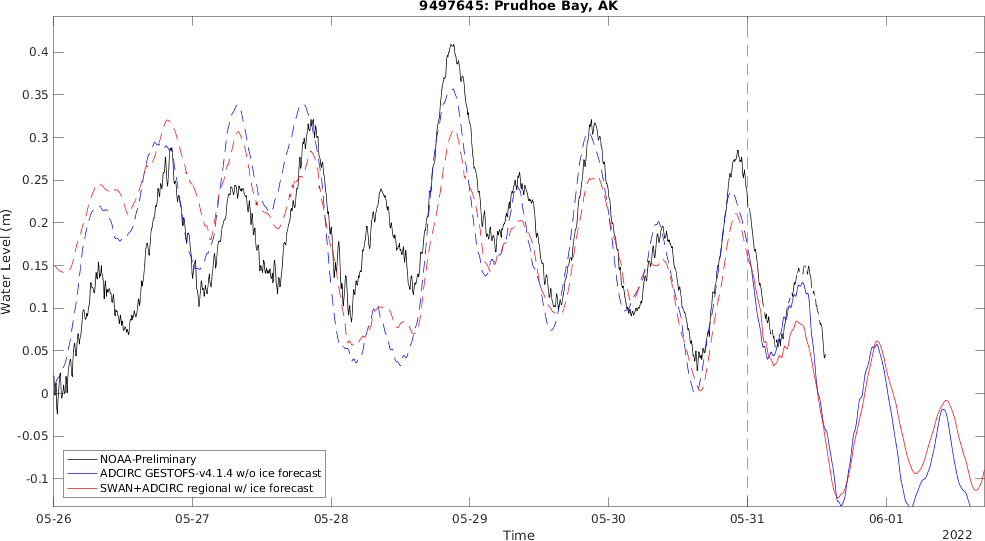 9497645: Prudhoe Bay, AK
0.4
0.35
0.3
0.25
0.2
0.15
0.1
0.05
0
-0.05
-0.1
Water Level (m)
NOAA-Preliminary
ADCIRC GESTOFS-v4.1.4 w/o ice forecast
SWAN+ADCIRC regional w/ ice forecast
05-26 05-27 05-28 05-29 05-30 05-31 06-01
Time
2022